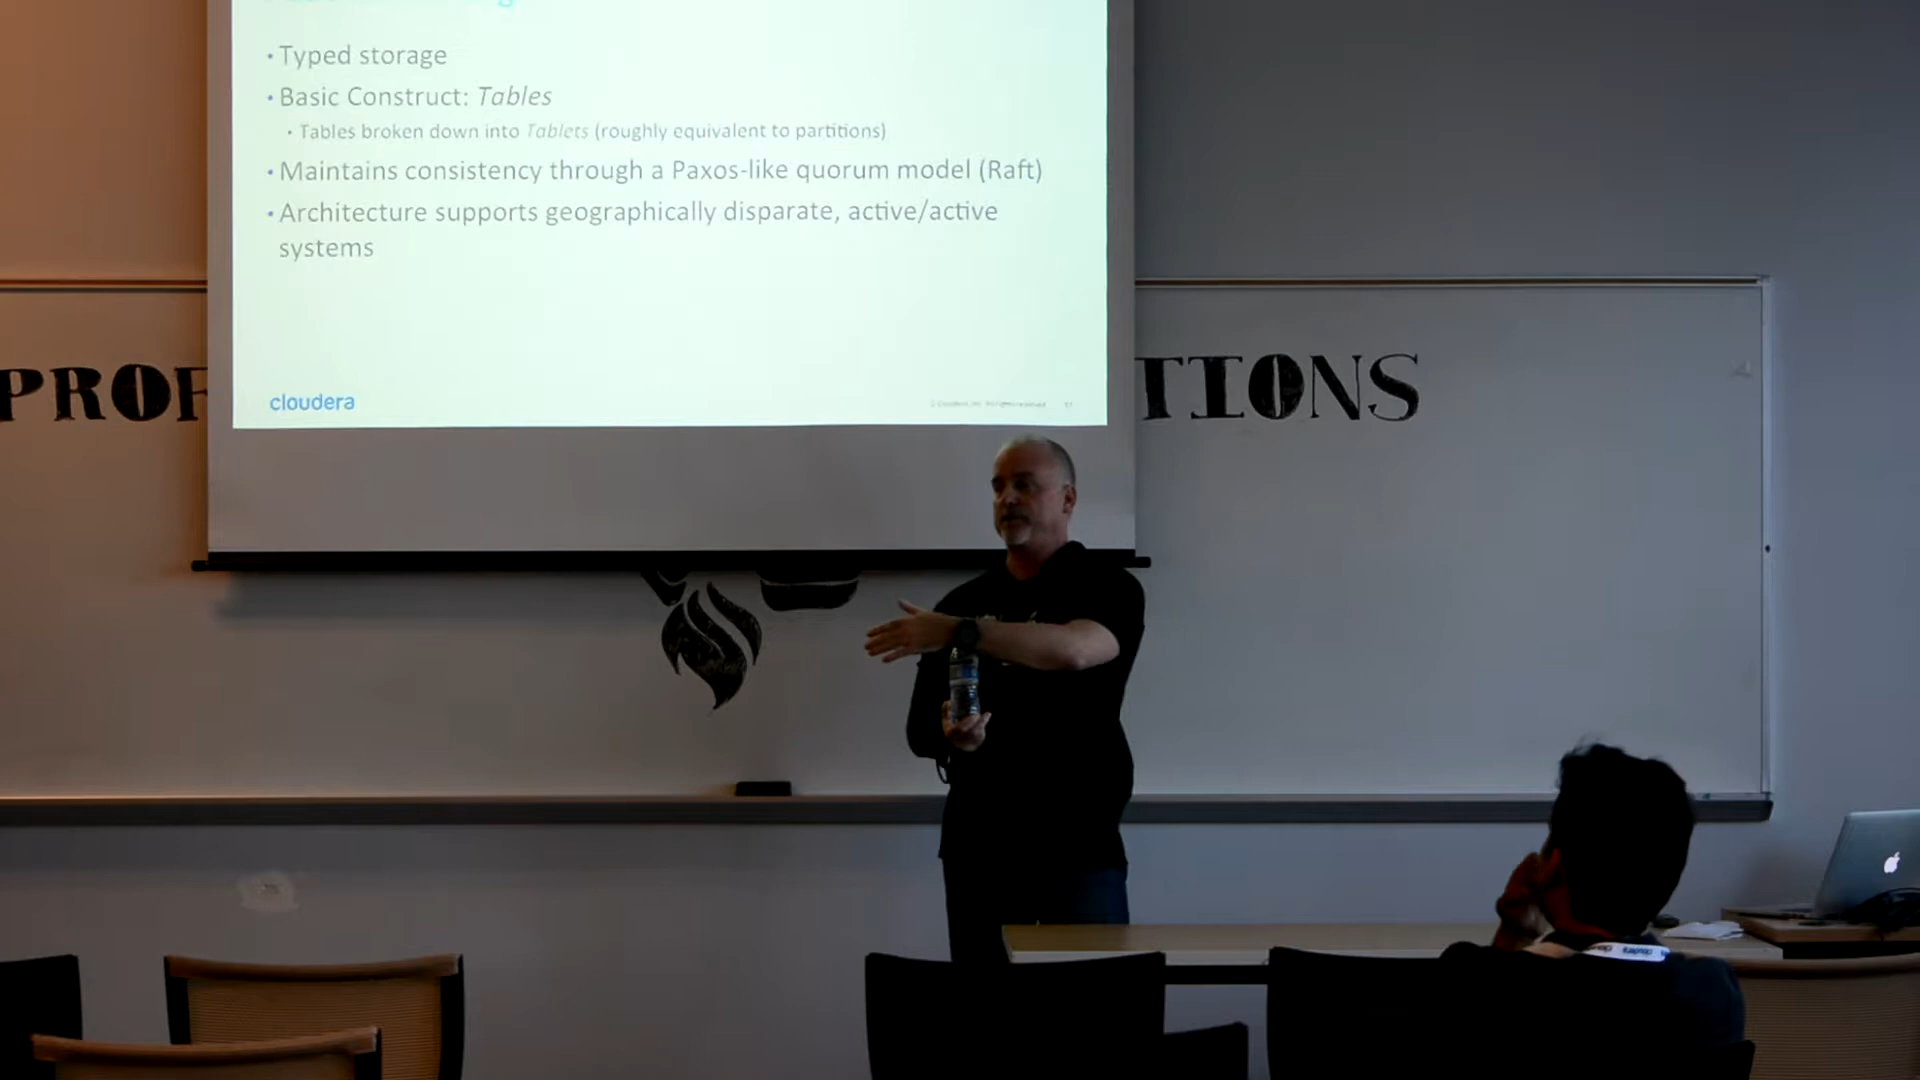 • Typed storage
• Basic Construct: Tables
• Tables broken down into Tablets (roughly equivalent to partitions)
• Maintains consistency through a Paxos-like quorum model (Raft)
• Architecture supports geographically disparate, active/active
systems
PROF
TIONS
cloudera